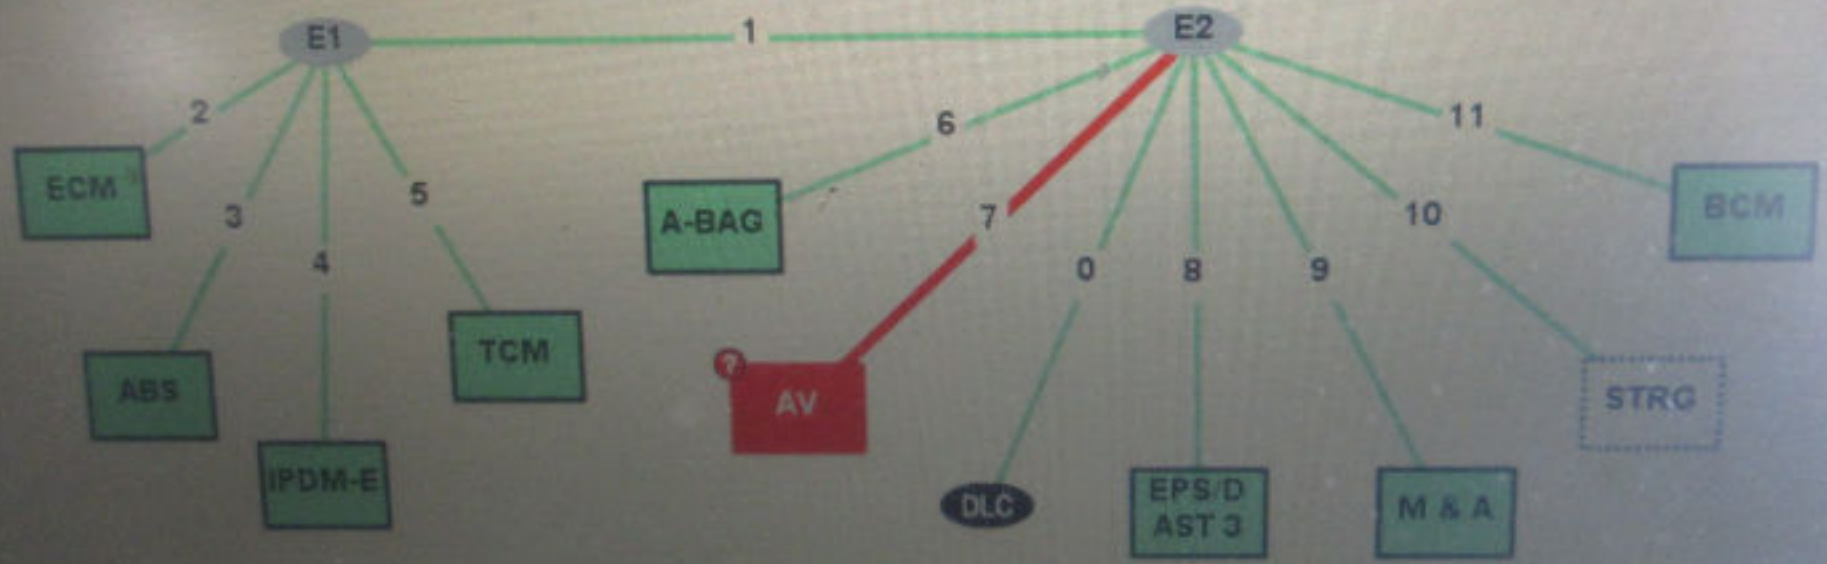 E1
1
E2
2
6
11
ECM
3
5
A-BAG
7
10
BCM
4
0
8
9
ABS
TCM
?
AV
STRG
IPDM-E
DLC
EPS/D
AST 3
M & A